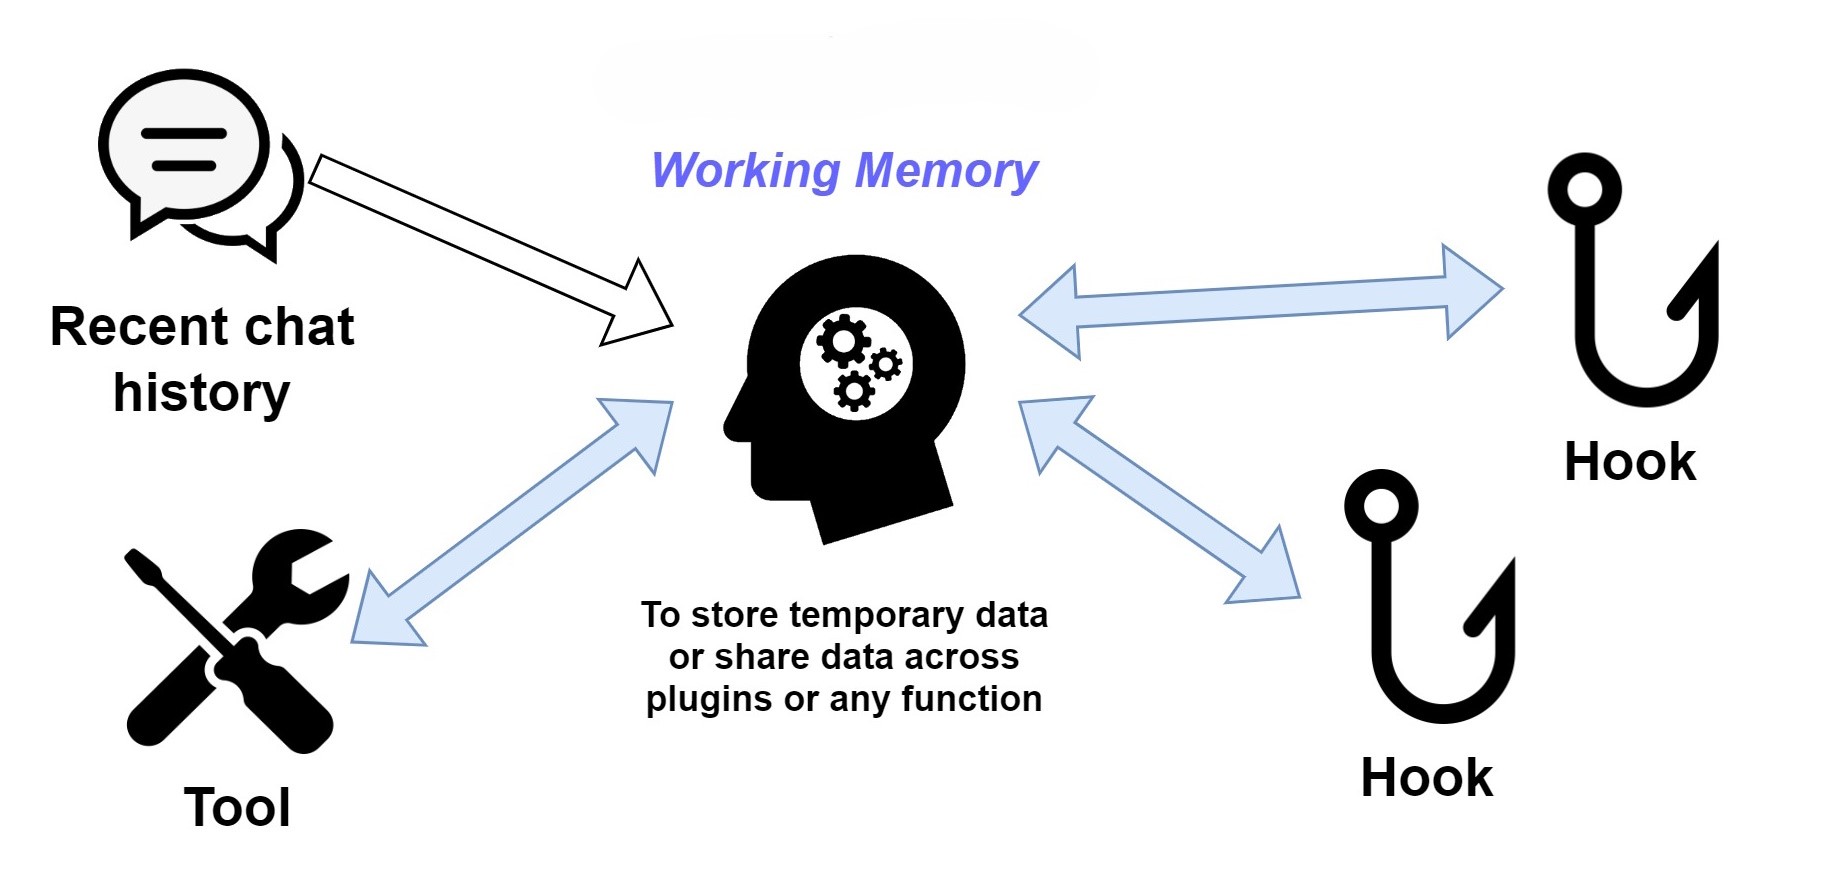 Working Memory
Recent chat
history
Hook
To store temporary data
or share data across
plugins or any function
Hook
Tool